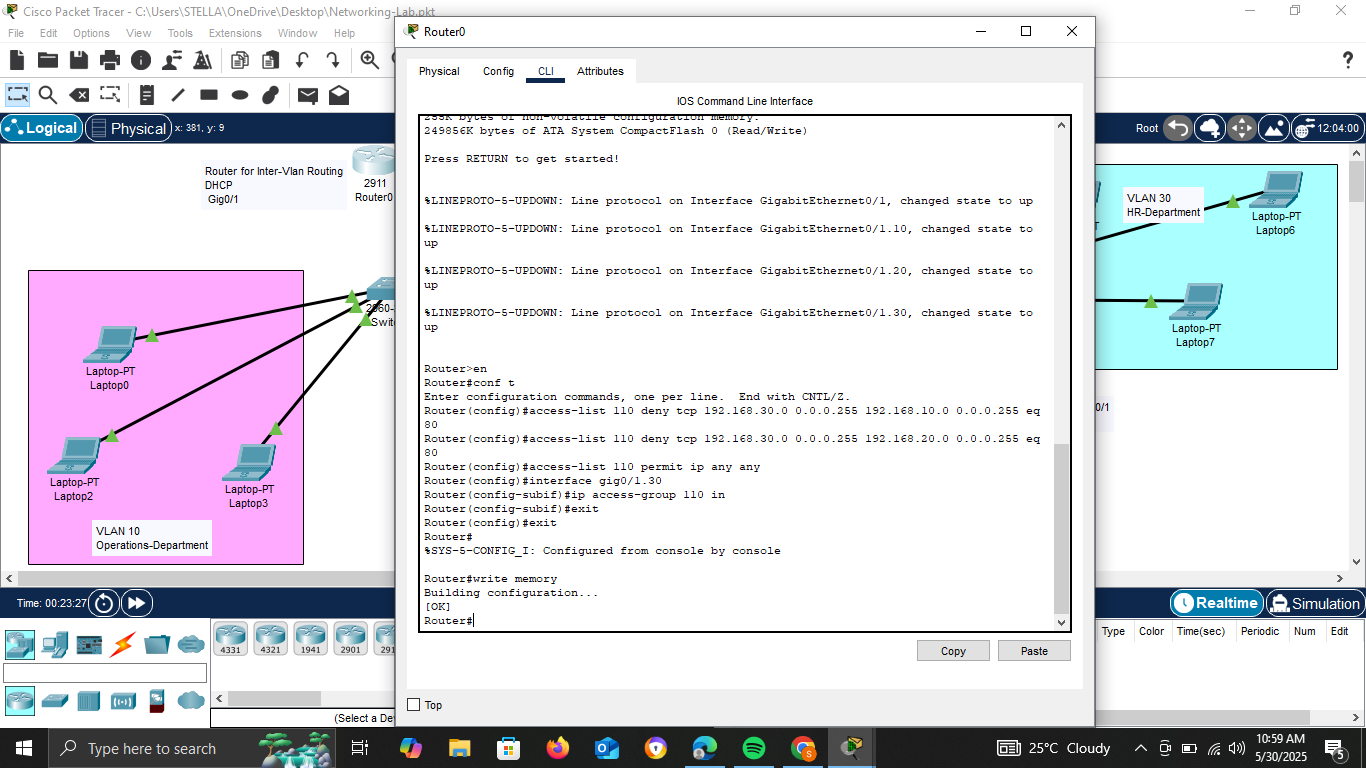 Cisco Packet Tracer - C:\Users\STELLA\OneDrive\Desktop\Networking-Lab.pkt
File Edit Options View Tools Extensions Window Help
Logical Physical x: 381, y: 9
Root 12:04:00
Router for Inter-Vlan Routing
DHCP
Gig0/1
2911
Router0
Laptop-PT
Laptop0
Laptop-PT
Laptop2
Laptop-PT
Laptop3
VLAN 10
Operations-Department
Router0
Physical Config CLI Attributes
IOS Command Line Interface
255K bytes of non-volatile configuration memory.
249856K bytes of ATA System CompactFlash 0 (Read/Write)
Press RETURN to get started!
%LINEPROTO-5-UPDOWN: Line protocol on Interface GigabitEthernet0/1, changed state to up
%LINEPROTO-5-UPDOWN: Line protocol on Interface GigabitEthernet0/1.10, changed state to
up
%LINEPROTO-5-UPDOWN: Line protocol on Interface GigabitEthernet0/1.20, changed state to
up
%LINEPROTO-5-UPDOWN: Line protocol on Interface GigabitEthernet0/1.30, changed state to
up
Router>en
Router#conf t
Enter configuration commands, one per line. End with CNTL/Z.
Router(config)#access-list 110 deny tcp 192.168.30.0 0.0.0.255 192.168.10.0 0.0.0.255 eq
80
Router(config)#access-list 110 deny tcp 192.168.30.0 0.0.0.255 192.168.20.0 0.0.0.255 eq
80
Router(config)#access-list 110 permit ip any any
Router(config)#interface gig0/1.30
Router(config-subif)#ip access-group 110 in
Router(config-subif)#exit
Router(config)#exit
Router#
%SYS-5-CONFIG_I: Configured from console by console
Router#write memory
Building configuration...
[OK]
Router#
Copy Paste
Top
VLAN 30
HR-Department
Laptop-PT
Laptop6
Laptop-PT
Laptop7
0/1
Time: 00:23:27
Realtime Simulation
4331 4321 1941 2901
(Select a De
Type Color Time(sec) Periodic Num Edit
Type here to search
25°C Cloudy
10:59 AM
5/30/2025
5